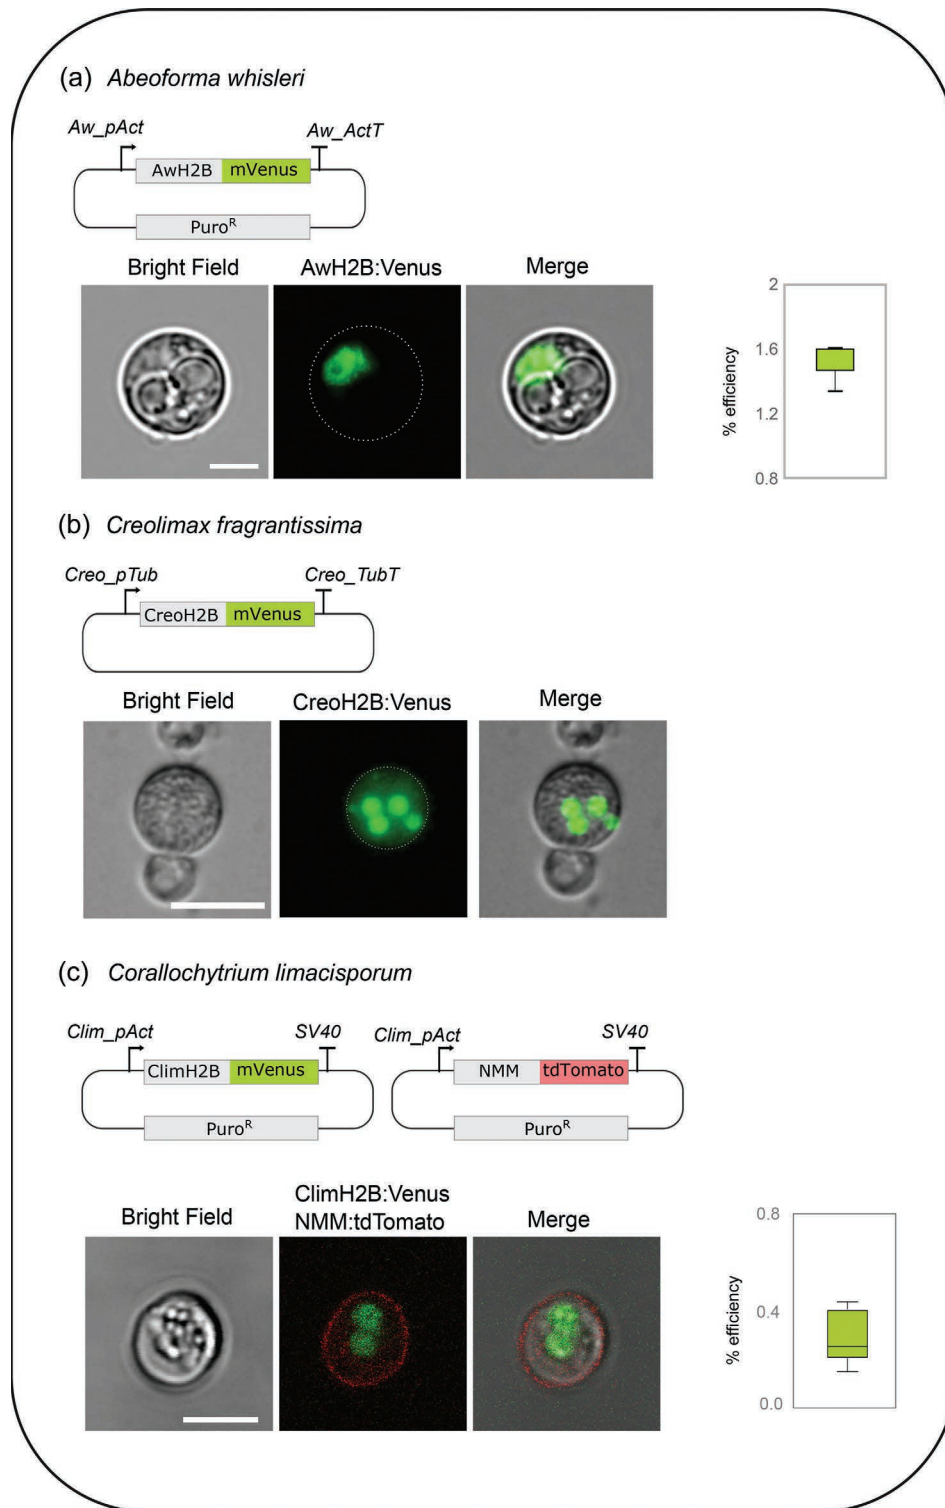 (a) Abeoforma whisleri
Aw_pAct Aw_ActT
AwH2B mVenus
Puroᴿ
Bright Field AwH2B:Venus Merge
2
1.6
1.2
0.8
% efficiency
(b) Creolimax fragrantissima
Creo_pTub Creo_TubT
CreoH2B mVenus
Bright Field CreoH2B:Venus Merge
(c) Corallochytrium limacisporum
Clim_pAct SV40 Clim_pAct SV40
ClimH2B mVenus NMM tdTomato
Puroᴿ Puroᴿ
ClimH2B:Venus
Bright Field NMM:tdTomato Merge
0.8
0.4
0.0
% efficiency